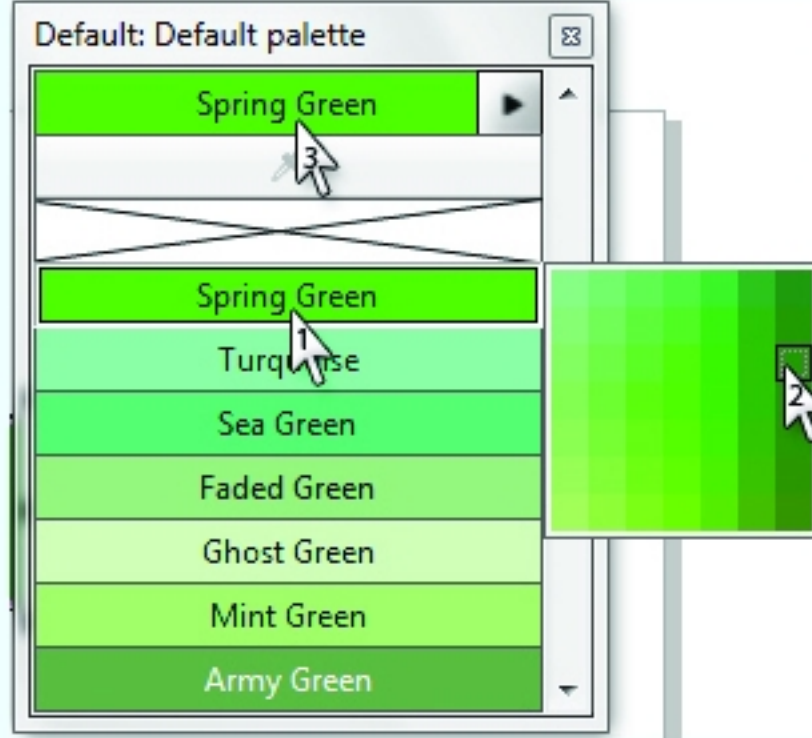 Default: Default palette
Spring Green
3
Spring Green
1
Turquoise
2
Sea Green
Faded Green
Ghost Green
Mint Green
Army Green